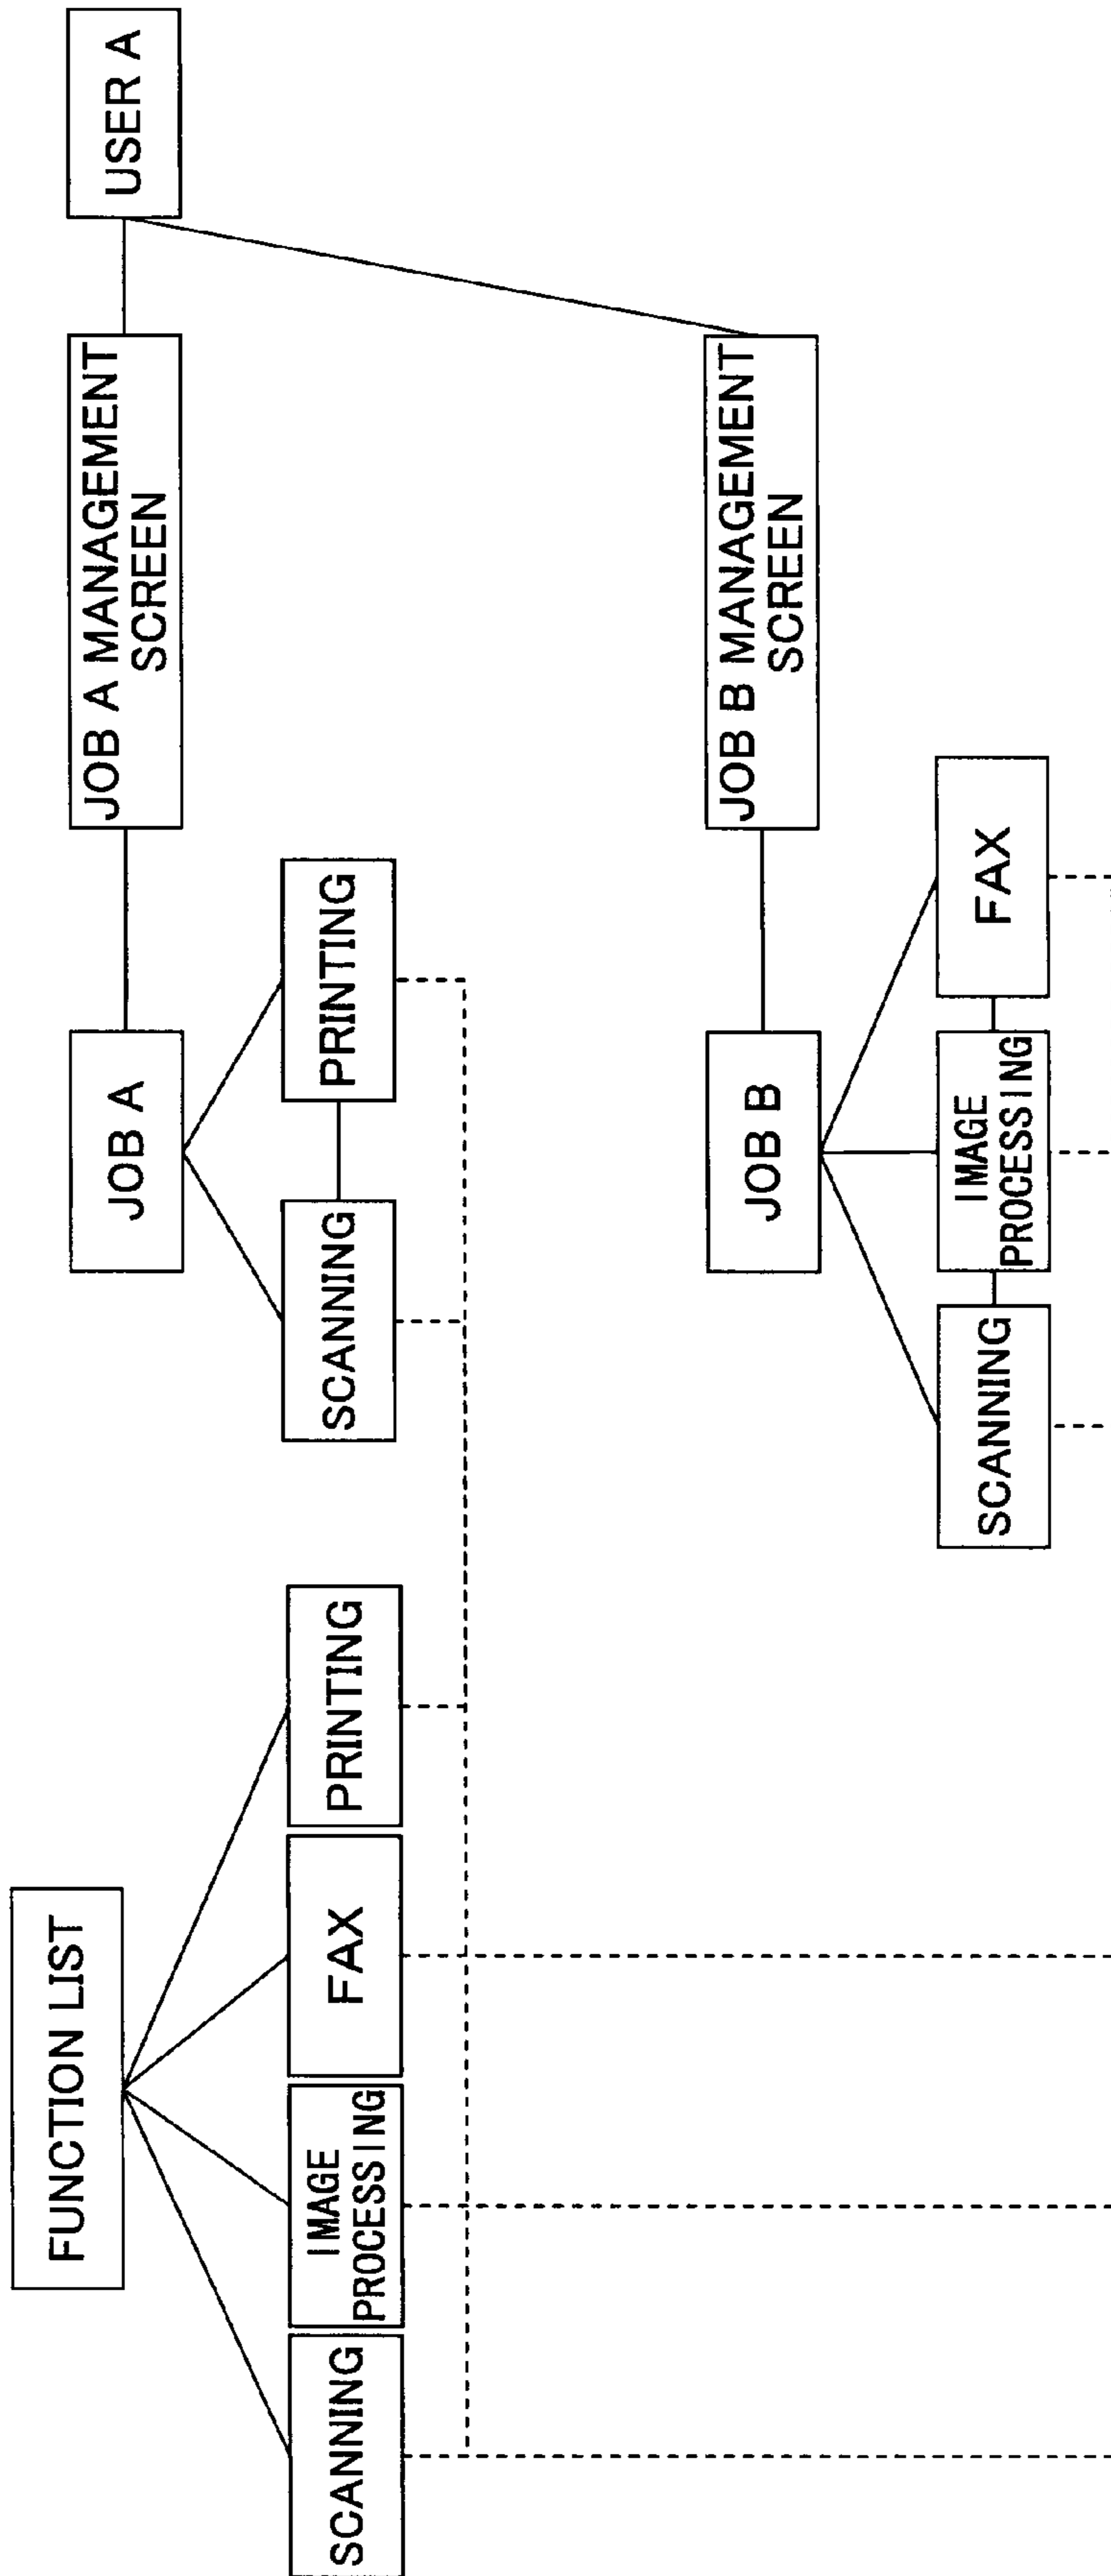 FUNCTION LIST
SCANNING
IMAGE
PROCESSING
FAX
PRINTING
JOB A
SCANNING
PRINTING
JOB A MANAGEMENT
SCREEN
USER A
JOB B
SCANNING
IMAGE
PROCESSING
FAX
JOB B MANAGEMENT
SCREEN